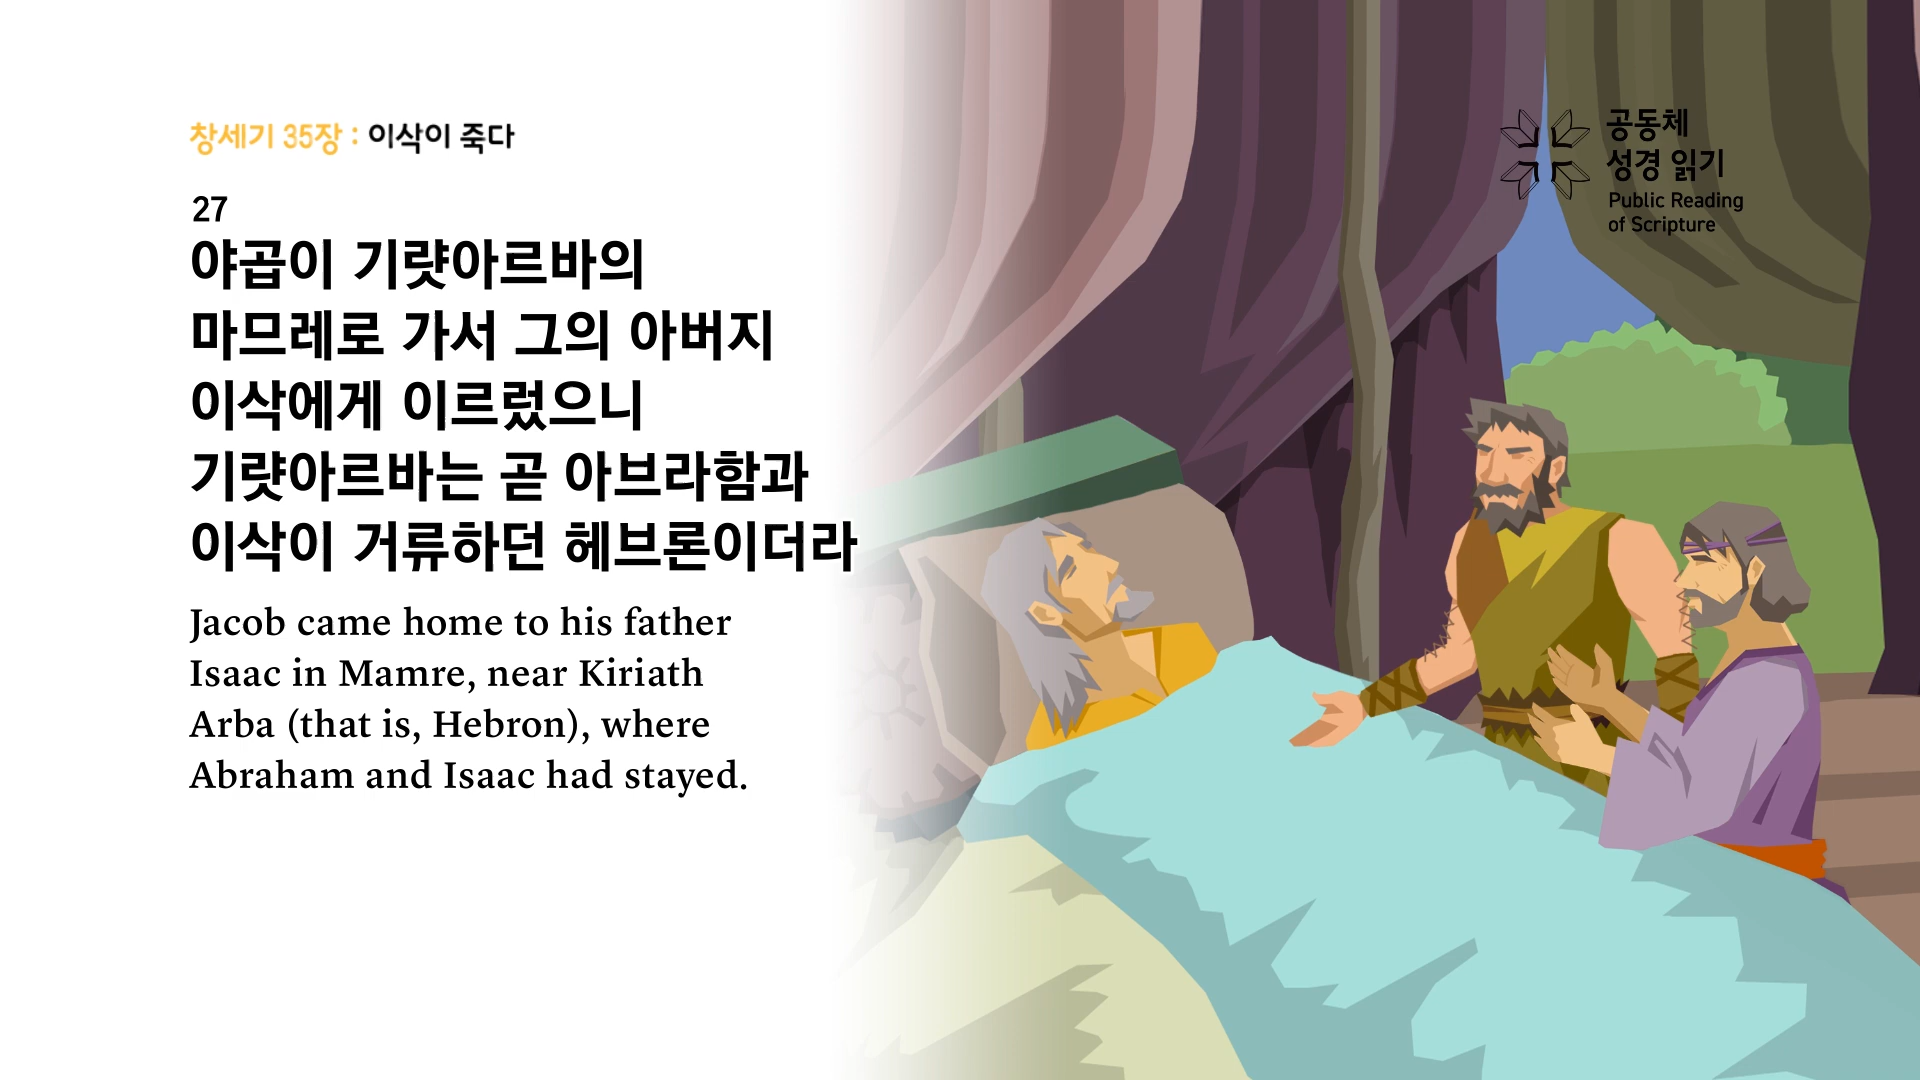 창세기 35장 : 이삭이 죽다
27
야곱이 기럇아르바의
마므레로 가서 그의 아버지
이삭에게 이르렀으니
기럇아르바는 곧 아브라함과
이삭이 거류하던 헤브론이더라
Jacob came home to his father
Isaac in Mamre, near Kiriath
Arba (that is, Hebron), where
Abraham and Isaac had stayed.
공동체
성경 읽기
Public Reading
of Scripture